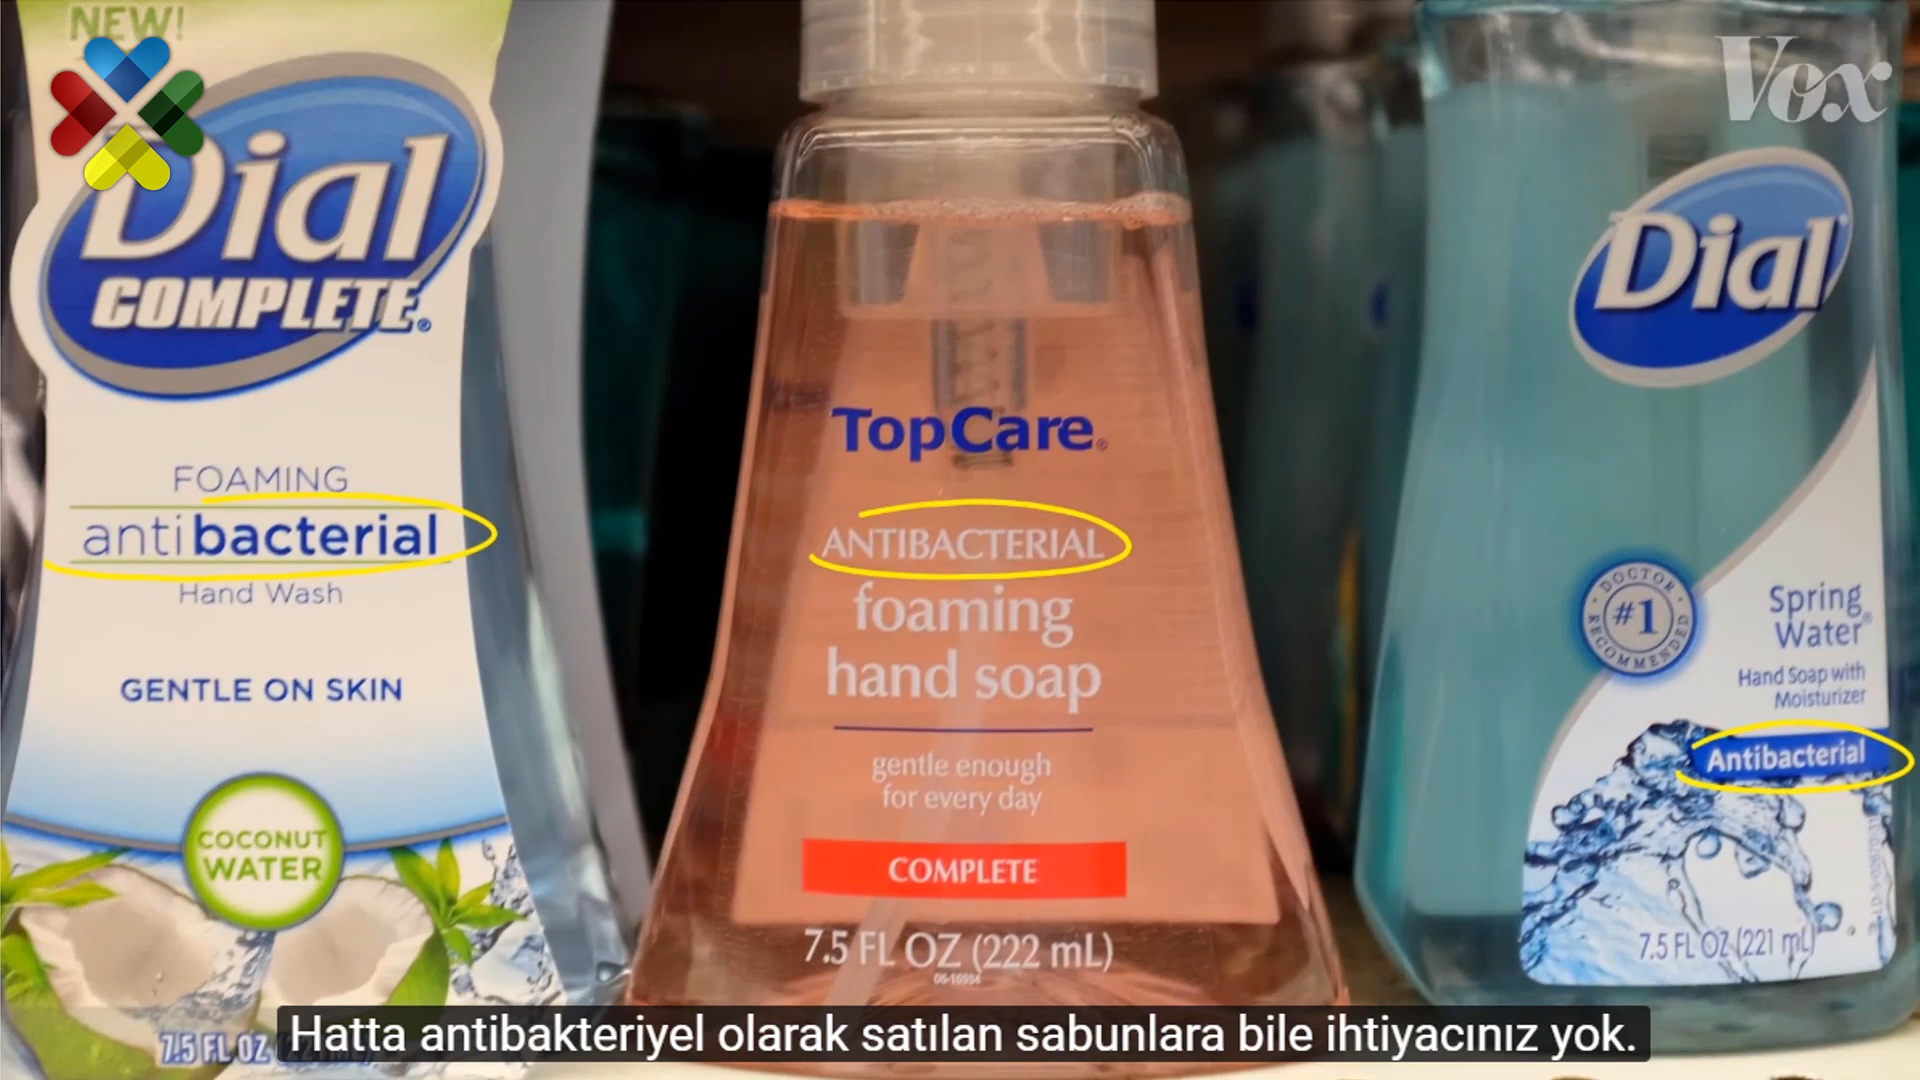 NEW!
Dial
COMPLETE®
FOAMING
antibacterial
Hand Wash
GENTLE ON SKIN
COCONUT
WATER
7.5 FL OZ
TopCare®
ANTIBACTERIAL
foaming
hand soap
gentle enough
for every day
COMPLETE
7.5 FL OZ (222 mL)
Vox
Dial
DOCTOR
#1
RECOMMENDED
Spring
Water®
Hand Soap with
Moisturizer
Antibacterial
7.5 FL OZ (221 mL)
Hatta antibakteriyel olarak satılan sabunlara bile ihtiyacınız yok.